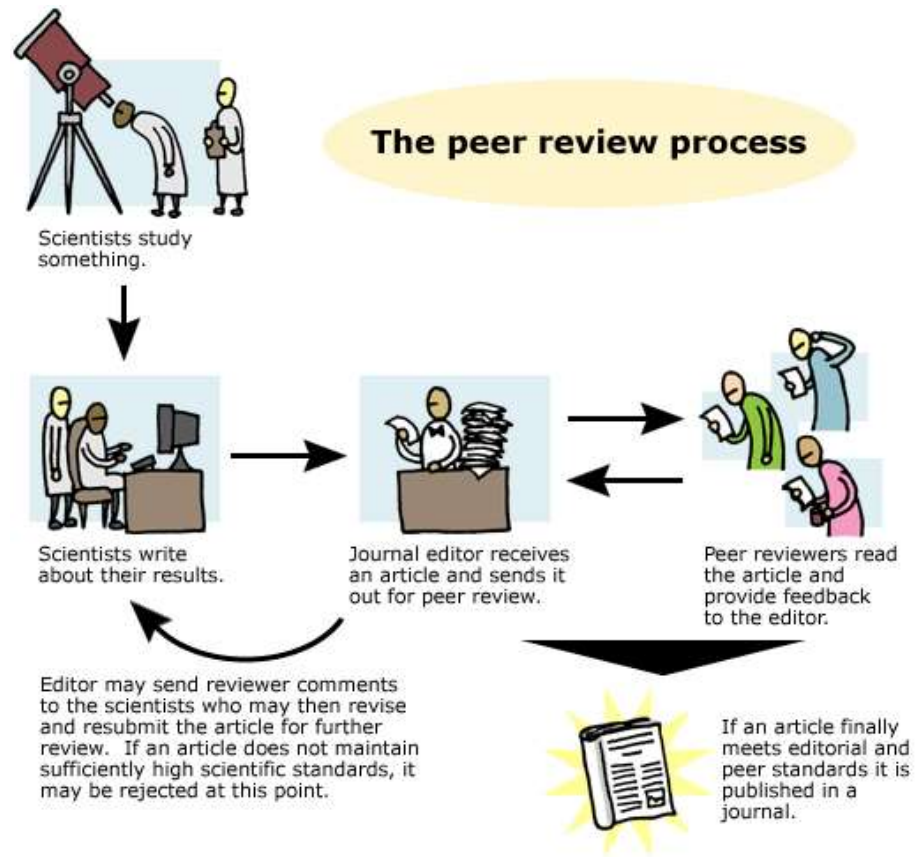 The peer review process
Scientists study
something.
Scientists write
about their results.
Journal editor receives
an article and sends it
out for peer review.
Peer reviewers read
the article and
provide feedback
to the editor.
Editor may send reviewer comments
to the scientists who may then revise
and resubmit the article for further
review.  If an article does not maintain
sufficiently high scientific standards, it
may be rejected at this point.
If an article finally
meets editorial and
peer standards it is
published in a
journal.